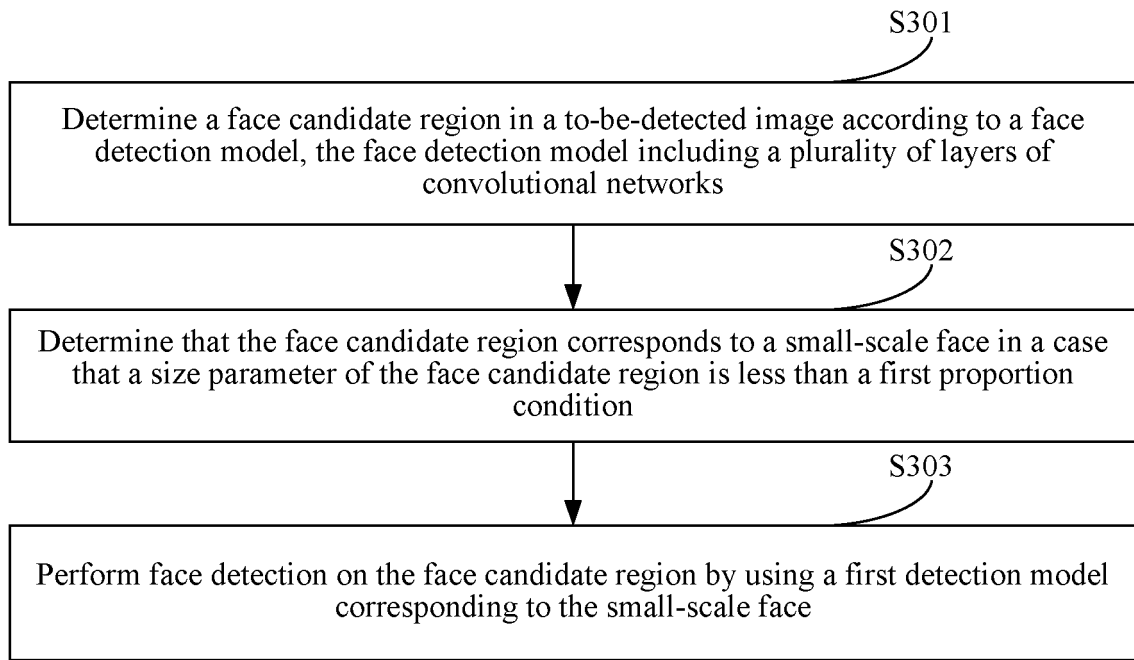 S301
Determine a face candidate region in a to-be-detected image according to a face
detection model, the face detection model including a plurality of layers of
convolutional networks
S302
Determine that the face candidate region corresponds to a small-scale face in a case
that a size parameter of the face candidate region is less than a first proportion
condition
S303
Perform face detection on the face candidate region by using a first detection model
corresponding to the small-scale face